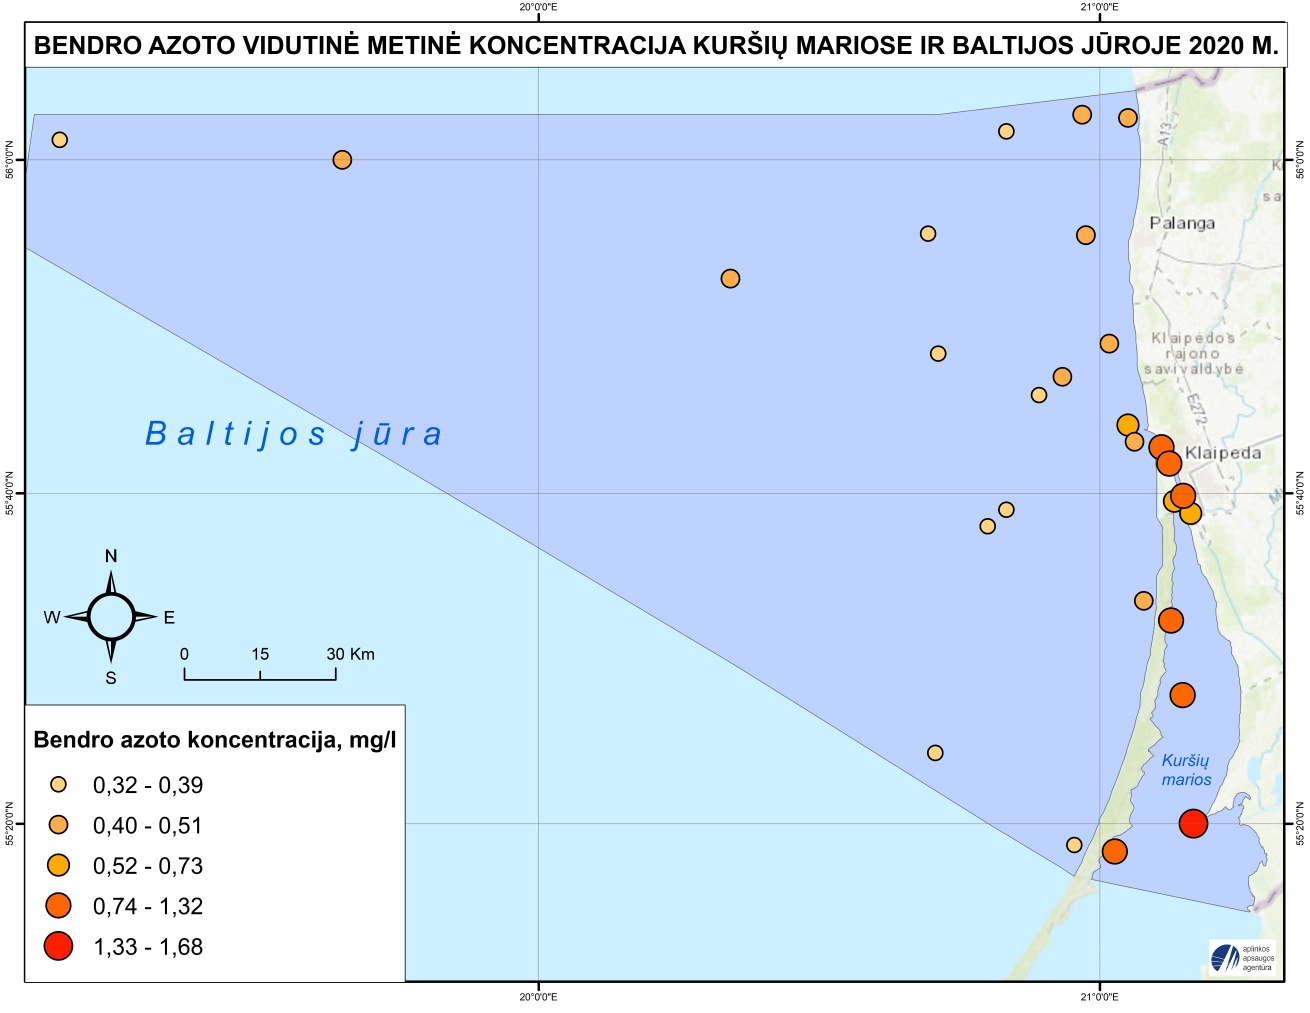 20°0'0"E
21°0'0"E
BENDRO AZOTO VIDUTINĖ METINĖ KONCENTRACIJA KURŠIŲ MARIOSE IR BALTIJOS JŪROJE 2020 M.
A13
56°0'0"N
56°0'0"N
Palanga
Klaipėdos
rajono
savivaldybė
E272
Baltijos jūra
Klaipeda
55°40'0"N
55°40'0"N
N
W
E
S
0
15
30 Km
Bendro azoto koncentracija, mg/l
0,32 - 0,39
0,40 - 0,51
0,52 - 0,73
0,74 - 1,32
1,33 - 1,68
Kuršių
marios
55°20'0"N
55°20'0"N
aplinkos
apsaugos
agentūra
20°0'0"E
21°0'0"E